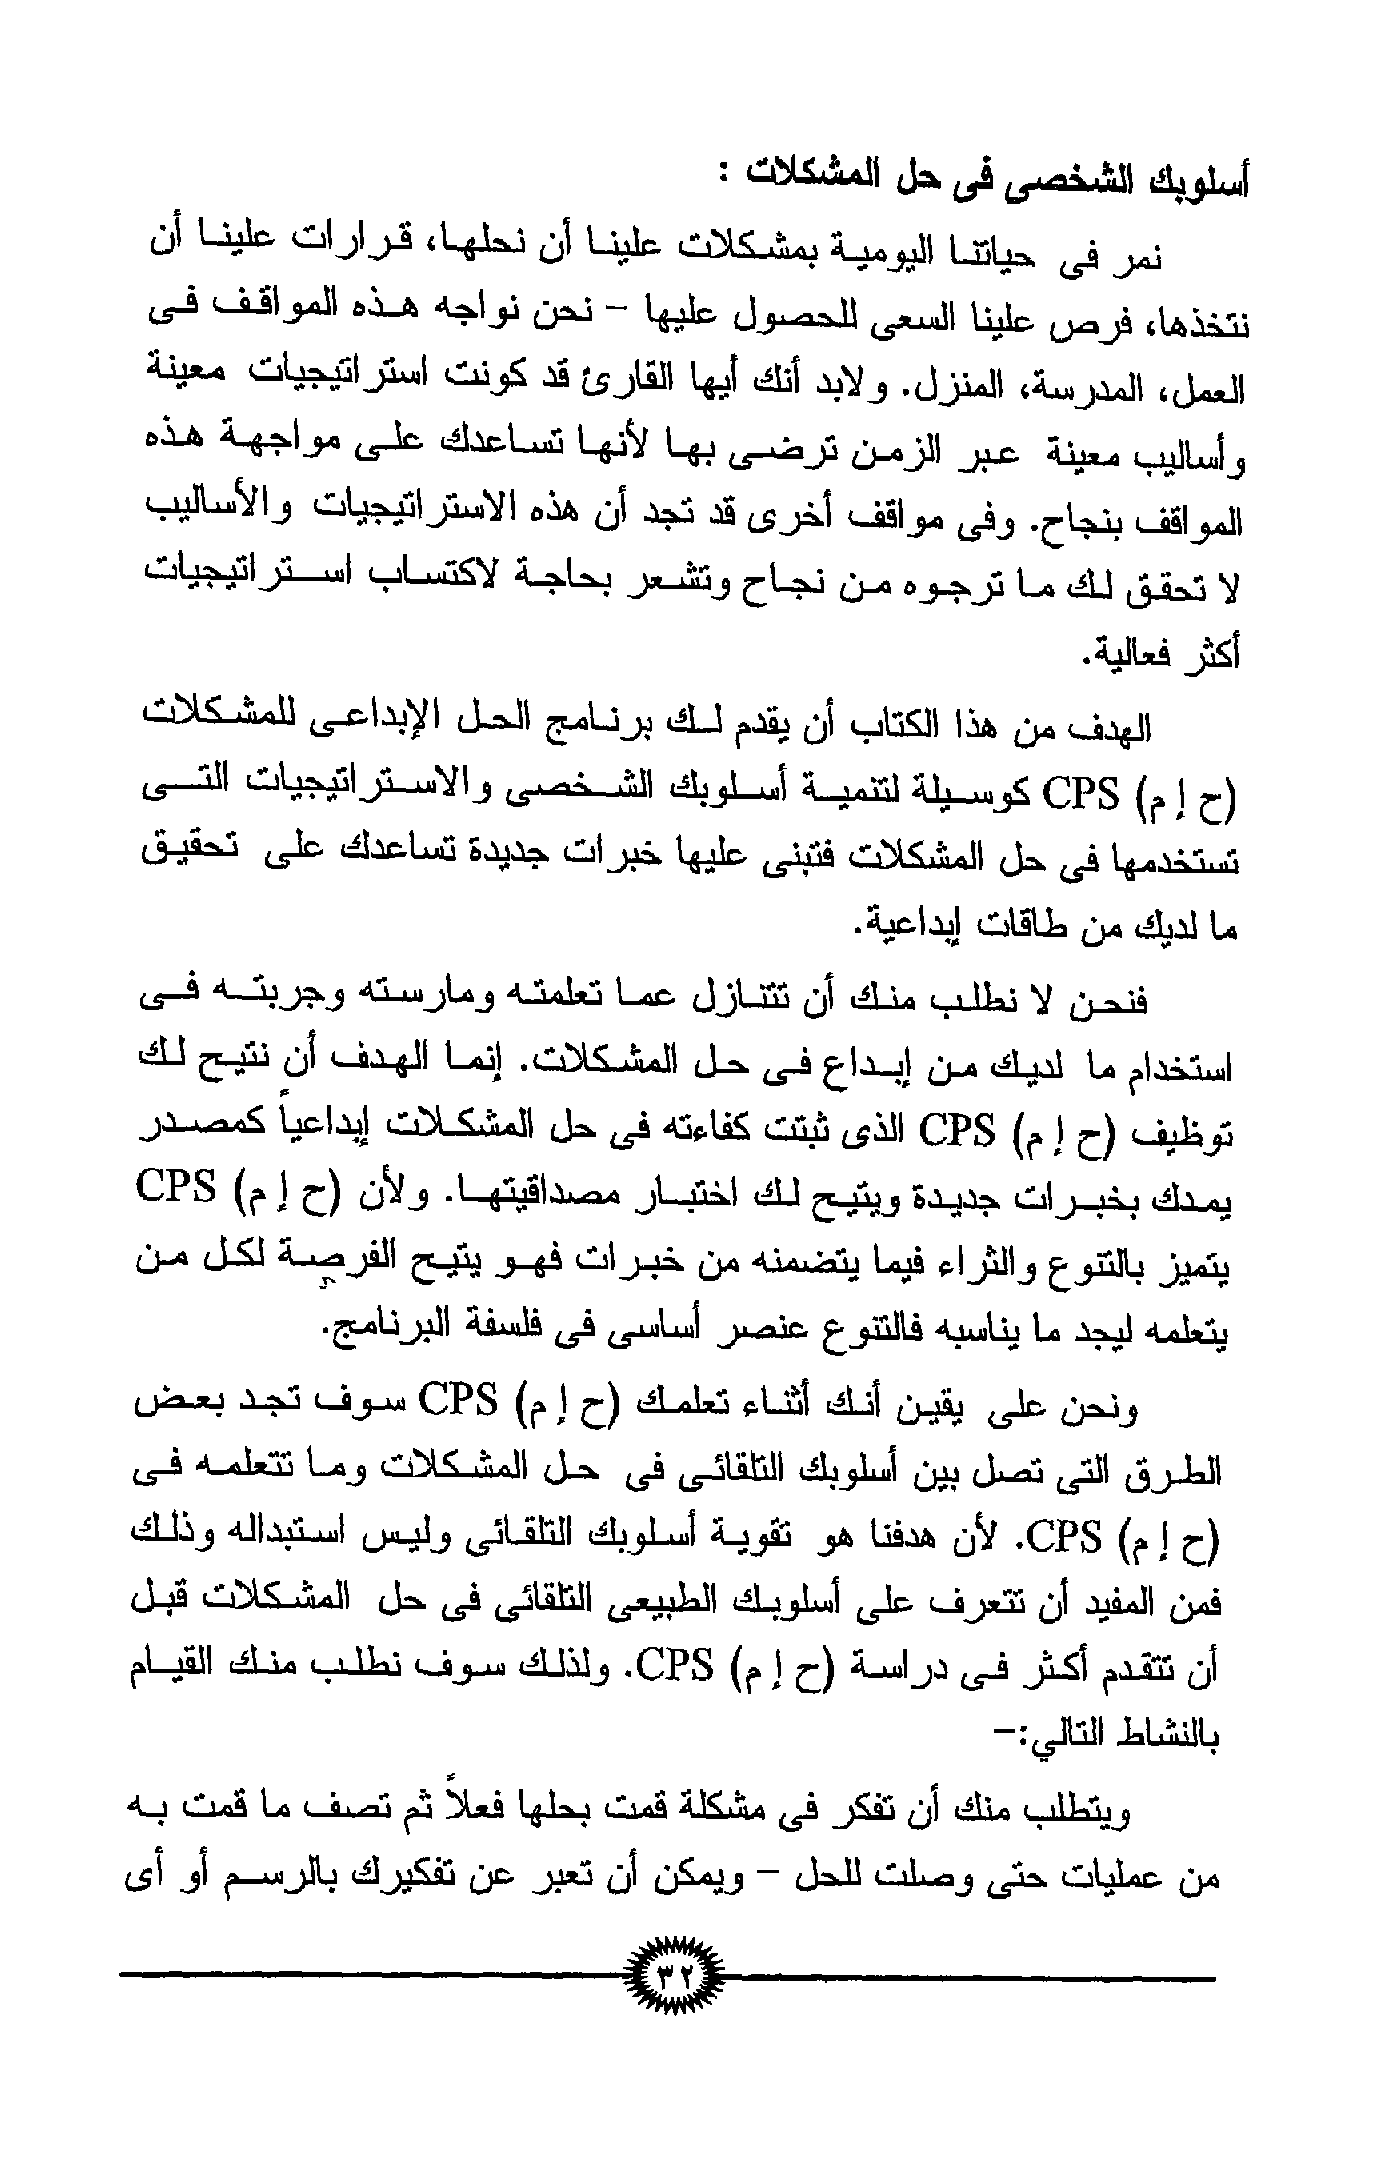 أسلوبك الشخصى فى حل المشكلات :
نمر فى حياتنا اليومية بمشكلات علينا أن نحلها، قرارات علينا أن
نتخذها، فرص علينا السعى للحصول عليها – نحن نواجه هذه المواقف فى
العمل، المدرسة، المنزل. ولابد أنك أيها القارئ قد كونت استراتيجيات معينة
وأساليب معينة عبر الزمن ترضى بها لأنها تساعدك على مواجهة هذه
المواقف بنجاح. وفى مواقف أخرى قد تجد أن هذه الاستراتيجيات والأساليب
لا تحقق لك ما ترجوه من نجاح وتشعر بحاجة لاكتساب استراتيجيات
أكثر فعالية.
الهدف من هذا الكتاب أن يقدم لك برنامج الحل الإبداعى للمشكلات
(ح إ م) CPS كوسيلة لتنمية أسلوبك الشخصى والاستراتيجيات التى
تستخدمها فى حل المشكلات فتبنى عليها خبرات جديدة تساعدك على تحقيق
ما لديك من طاقات إبداعية.
فنحن لا نطلب منك أن تتنازل عما تعلمته ومارسته وجربته فى
استخدام ما لديك من إبداع فى حل المشكلات. إنما الهدف أن نتيح لك
توظيف (ح إ م) CPS الذى ثبتت كفاءته فى حل المشكلات إبداعياً كمصدر
يمدك بخبرات جديدة ويتيح لك اختبار مصداقيتها. ولأن (ح إ م) CPS
يتميز بالتنوع والثراء فيما يتضمنه من خبرات فهو يتيح الفرصة لكل من
يتعلمه ليجد ما يناسبه فالتنوع عنصر أساسى فى فلسفة البرنامج.
ونحن على يقين أنك أثناء تعلمك (ح إ م) CPS سوف تجد بعض
الطرق التى تصل بين أسلوبك التلقائى فى حل المشكلات وما تتعلمه فى
(ح إ م) CPS. لأن هدفنا هو تقوية أسلوبك التلقائى وليس استبداله وذلك
فمن المفيد أن تتعرف على أسلوبك الطبيعى التلقائى فى حل المشكلات قبل
أن تتقدم أكثر فى دراسة (ح إ م) CPS. ولذلك سوف نطلب منك القيام
بالنشاط التالي:-
ويتطلب منك أن تفكر فى مشكلة قمت بحلها فعلاً ثم تصف ما قمت به
من عمليات حتى وصلت للحل – ويمكن أن تعبر عن تفكيرك بالرسم أو أى
٣٢